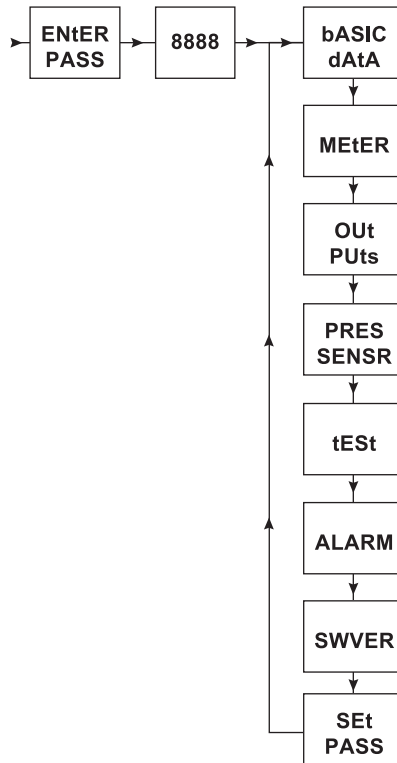 ENtER
PASS
8888
bASIC
dAtA
MEtER
OUt
PUts
PRES
SENSR
tESt
ALARM
SWVER
SEt
PASS